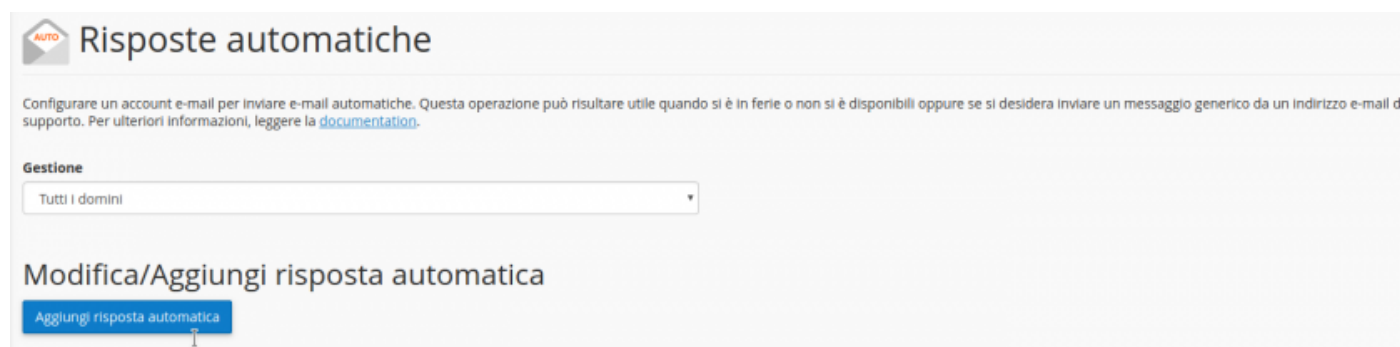 AUTO
Risposte automatiche
Configurare un account e-mail per inviare e-mail automatiche. Questa operazione può risultare utile quando si è in ferie o non si è disponibili oppure se si desidera inviare un messaggio generico da un indirizzo e-mail d
supporto. Per ulteriori informazioni, leggere la documentation.
Gestione
Tutti i domini
Modifica/Aggiungi risposta automatica
Aggiungi risposta automatica